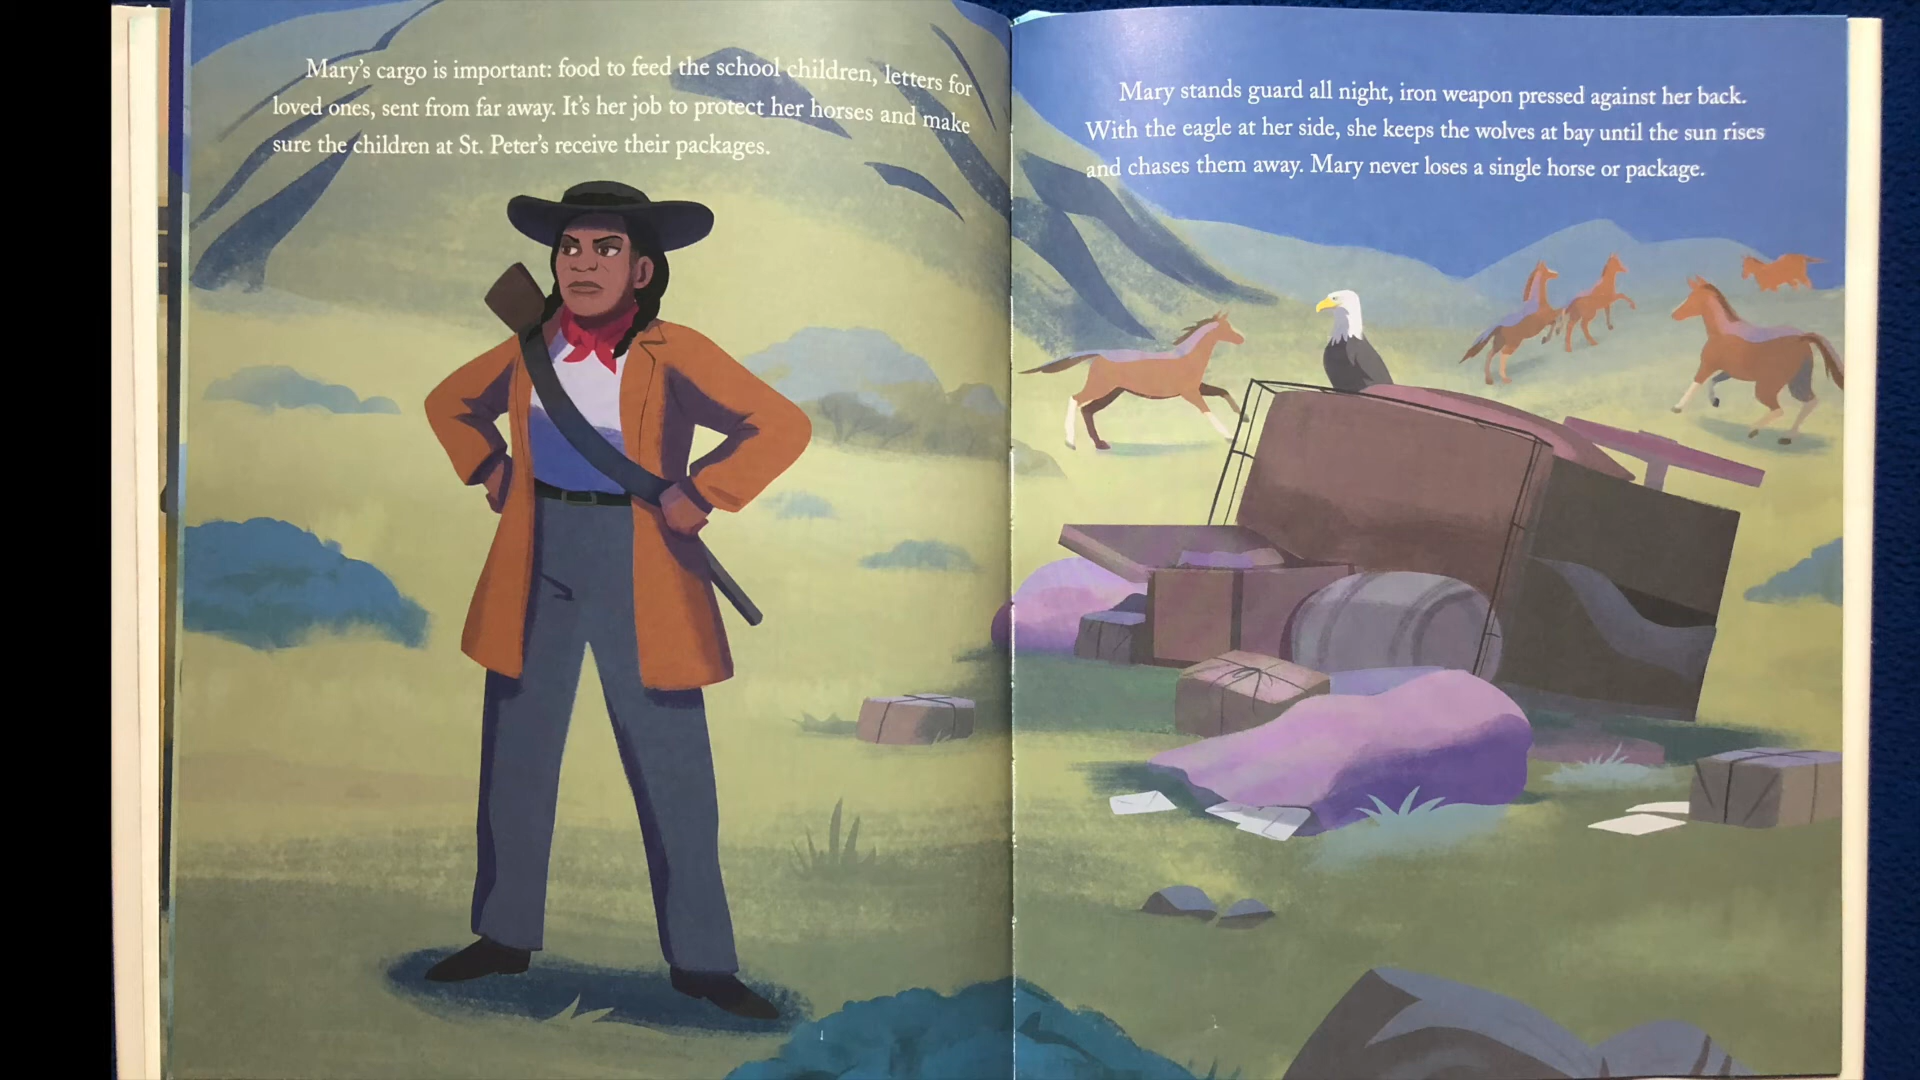 Mary's cargo is important: food to feed the school children, letters for
loved ones, sent from far away. It's her job to protect her horses and make
sure the children at St. Peter's receive their packages.
Mary stands guard all night, iron weapon pressed against her back.
With the eagle at her side, she keeps the wolves at bay until the sun rises
and chases them away. Mary never loses a single horse or package.